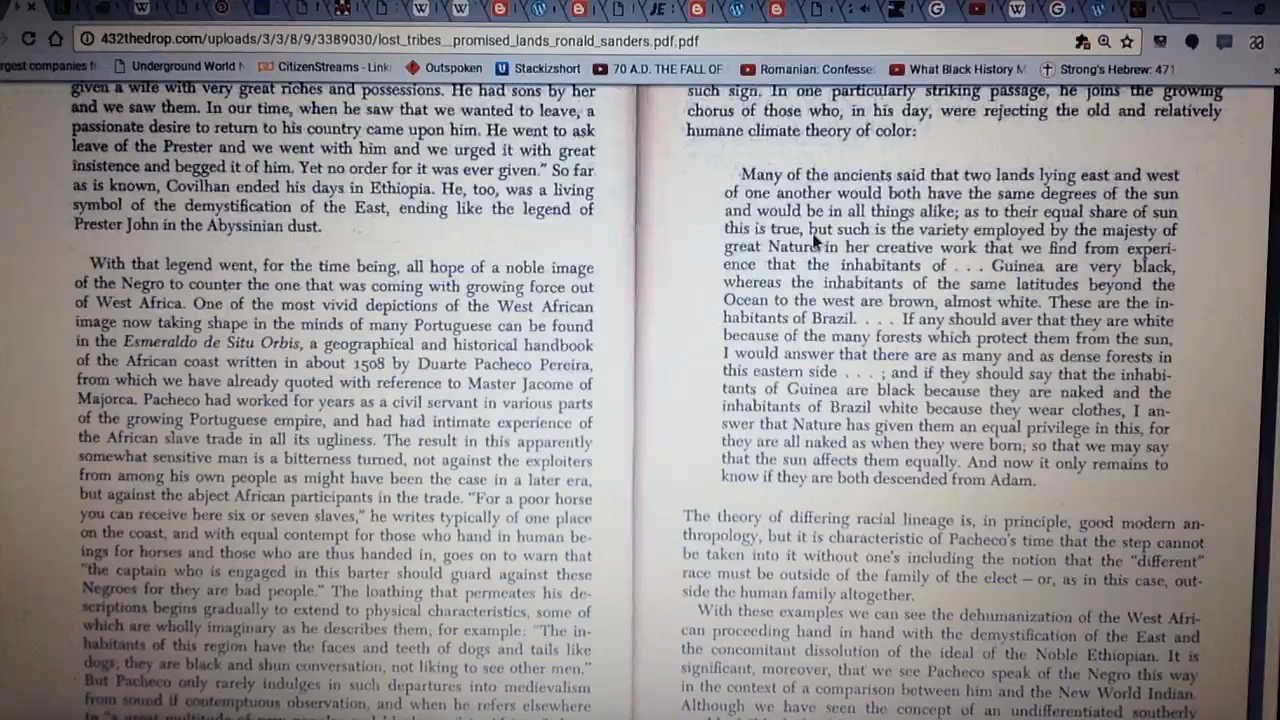 432thedrop.com/uploads/3/3/8/9/3389030/lost_tribes__promised_lands_ronald_sanders.pdf.pdf
rgest companies f
Underground World N
CitizenStreams - Link
Outspoken
Stackizshort
70 A.D. THE FALL OF
Romanian: Confesse
What Black History M
Strong's Hebrew: 471
given a wife with very great riches and possessions. He had sons by her
and we saw them. In our time, when he saw that we wanted to leave, a
passionate desire to return to his country came upon him. He went to ask
leave of the Prester and we went with him and we urged it with great
insistence and begged it of him. Yet no order for it was ever given." So far
as is known, Covilhan ended his days in Ethiopia. He, too, was a living
symbol of the demystification of the East, ending like the legend of
Prester John in the Abyssinian dust.
With that legend went, for the time being, all hope of a noble image
of the Negro to counter the one that was coming with growing force out
of West Africa. One of the most vivid depictions of the West African
image now taking shape in the minds of many Portuguese can be found
in the Esmeraldo de Situ Orbis, a geographical and historical handbook
of the African coast written in about 1508 by Duarte Pacheco Pereira,
from which we have already quoted with reference to Master Jacome of
Majorca. Pacheco had worked for years as a civil servant in various parts
of the growing Portuguese empire, and had had intimate experience of
the African slave trade in all its ugliness. The result in this apparently
somewhat sensitive man is a bitterness turned, not against the exploiters
from among his own people as might have been the case in a later era,
but against the abject African participants in the trade. "For a poor horse
you can receive here six or seven slaves," he writes typically of one place
on the coast, and with equal contempt for those who hand in human be-
ings for horses and those who are thus handed in, goes on to warn that
"the captain who is engaged in this barter should guard against these
Negroes for they are bad people." The loathing that permeates his de-
scriptions begins gradually to extend to physical characteristics, some of
which are wholly imaginary as he describes them; for example: "The in-
habitants of this region have the faces and teeth of dogs and tails like
dogs; they are black and shun conversation, not liking to see other men."
But Pacheco only rarely indulges in such departures into medievalism
from sound if contemptuous observation, and when he refers elsewhere
such sign. In one particularly striking passage, he joins the growing
chorus of those who, in his day, were rejecting the old and relatively
humane climate theory of color:
Many of the ancients said that two lands lying east and west
of one another would both have the same degrees of the sun
and would be in all things alike; as to their equal share of sun
this is true, but such is the variety employed by the majesty of
great Nature in her creative work that we find from experi-
ence that the inhabitants of . . . Guinea are very black,
whereas the inhabitants of the same latitudes beyond the
Ocean to the west are brown, almost white. These are the in-
habitants of Brazil. . . . If any should aver that they are white
because of the many forests which protect them from the sun,
I would answer that there are as many and as dense forests in
this eastern side . . . ; and if they should say that the inhabi-
tants of Guinea are black because they are naked and the
inhabitants of Brazil white because they wear clothes, I an-
swer that Nature has given them an equal privilege in this, for
they are all naked as when they were born; so that we may say
that the sun affects them equally. And now it only remains to
know if they are both descended from Adam.
The theory of differing racial lineage is, in principle, good modern an-
thropology, but it is characteristic of Pacheco's time that the step cannot
be taken into it without one's including the notion that the "different"
race must be outside of the family of the elect – or, as in this case, out-
side the human family altogether.
With these examples we can see the dehumanization of the West Afri-
can proceeding hand in hand with the demystification of the East and
the concomitant dissolution of the ideal of the Noble Ethiopian. It is
significant, moreover, that we see Pacheco speak of the Negro this way
in the context of a comparison between him and the New World Indian.
Although we have seen the concept of an undifferentiated southerly